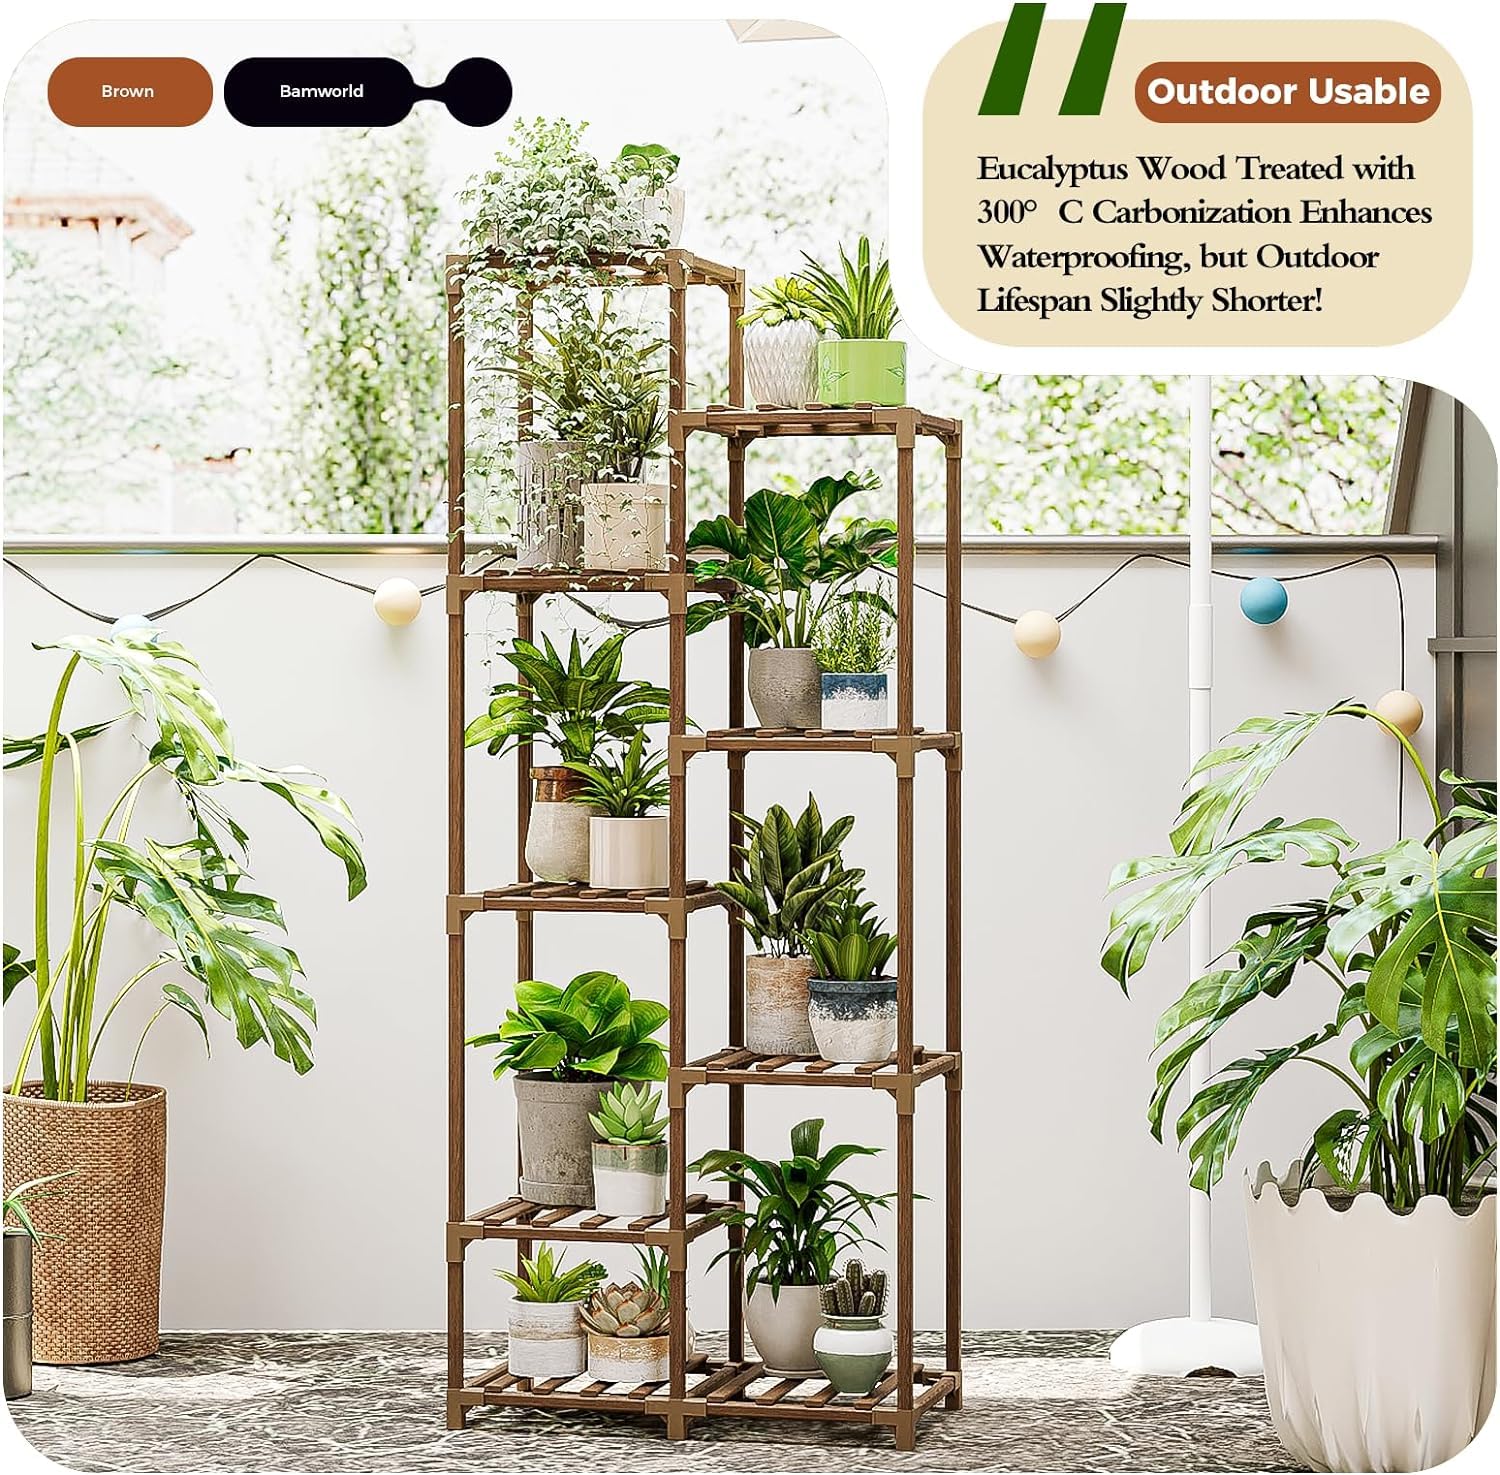 Brown
Bamworld
Outdoor Usable
Eucalyptus Wood Treated with
300° C Carbonization Enhances
Waterproofing, but Outdoor
Lifespan Slightly Shorter!